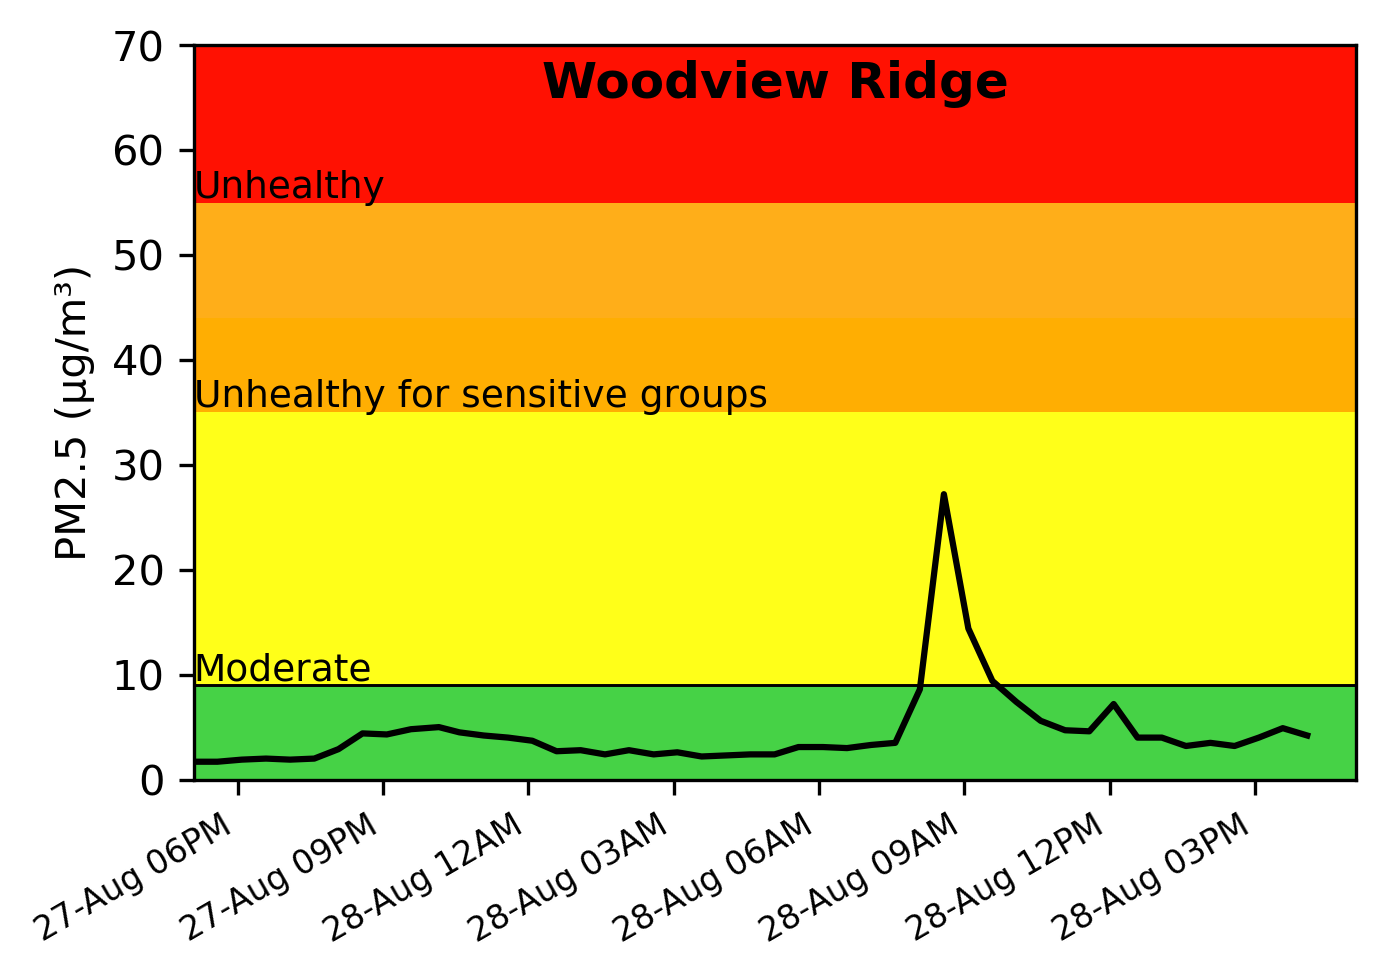 Woodview Ridge
70
60
50
40
30
20
10
0
PM2.5 (µg/m³)
Unhealthy
Unhealthy for sensitive groups
Moderate
27-Aug 06PM
27-Aug 09PM
28-Aug 12AM
28-Aug 03AM
28-Aug 06AM
28-Aug 09AM
28-Aug 12PM
28-Aug 03PM